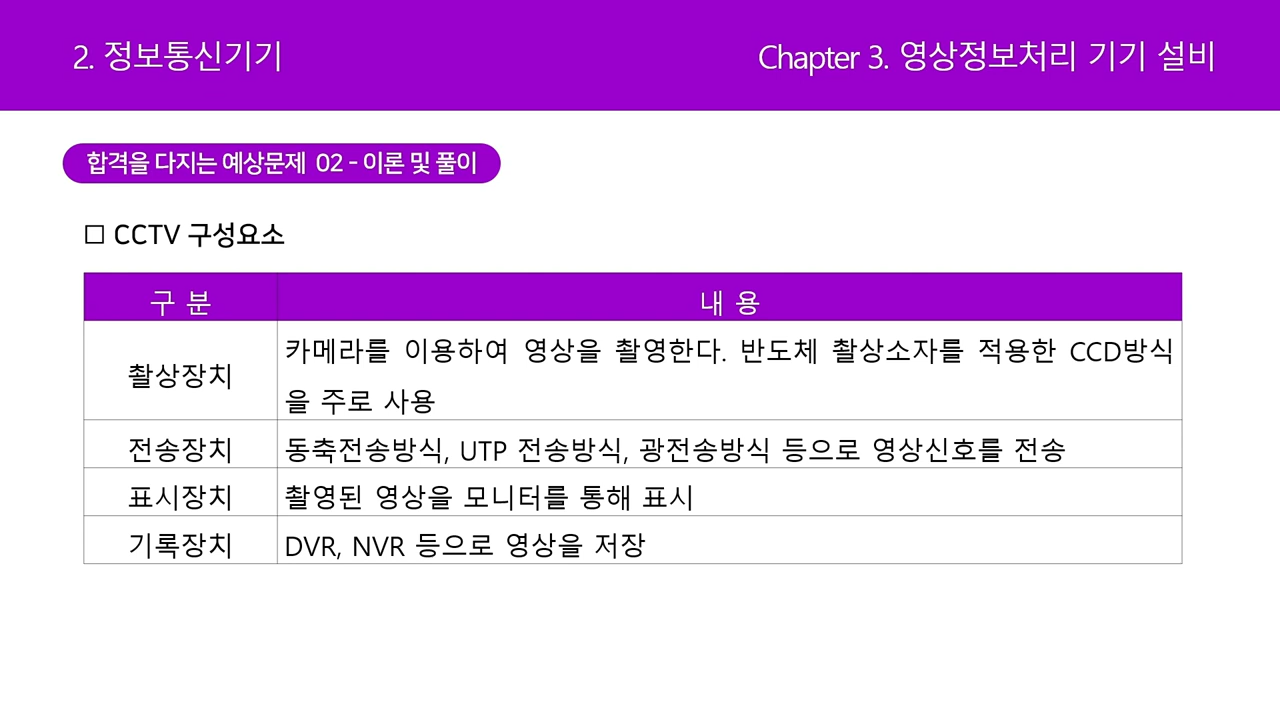 2. 정보통신기기
Chapter 3. 영상정보처리 기기 설비
합격을 다지는 예상문제 02 - 이론 및 풀이
□ CCTV 구성요소
구 분
내 용
촬상장치
카메라를 이용하여 영상을 촬영한다. 반도체 촬상소자를 적용한 CCD방식
을 주로 사용
전송장치
동축전송방식, UTP 전송방식, 광전송방식 등으로 영상신호를 전송
표시장치
촬영된 영상을 모니터를 통해 표시
기록장치
DVR, NVR 등으로 영상을 저장